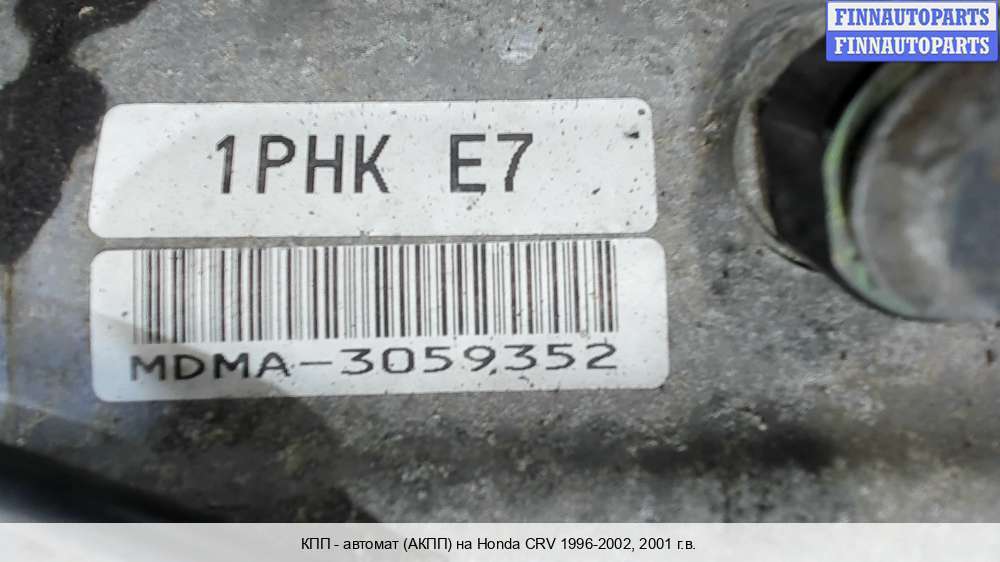 FINNAUTOPARTS
FINNAUTOPARTS
1PHK E7
MDMA-3059352
КПП - автомат (АКПП) на Honda CRV 1996-2002, 2001 г.в.